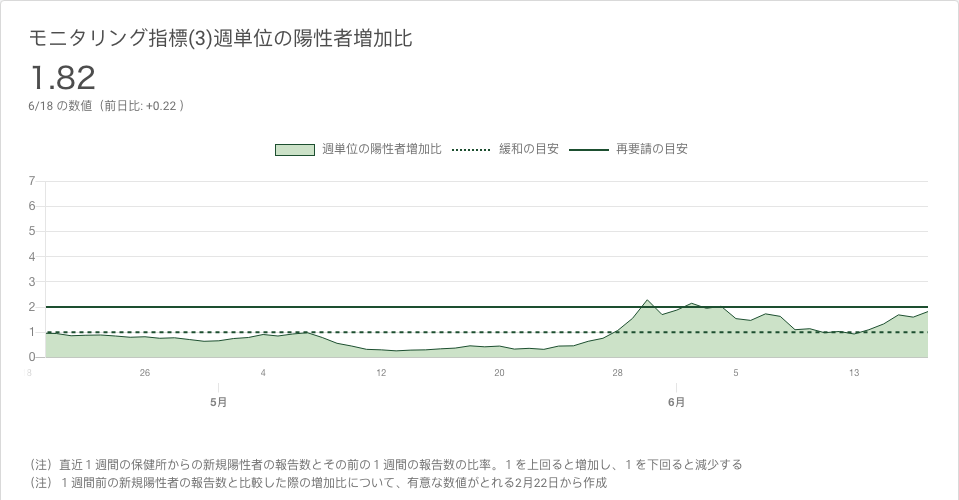 モニタリング指標(3)週単位の陽性者増加比
1.82
6/18 の数値（前日比: +0.22 ）
週単位の陽性者増加比 緩和の目安 再要請の目安
7
6
5
4
3
2
1
0
26 4 12 20 28 5 13
5月 6月
（注）直近１週間の保健所からの新規陽性者の報告数とその前の１週間の報告数の比率。１を上回ると増加し、１を下回ると減少する
（注）１週間前の新規陽性者の報告数と比較した際の増加比について、有意な数値がとれる2月22日から作成